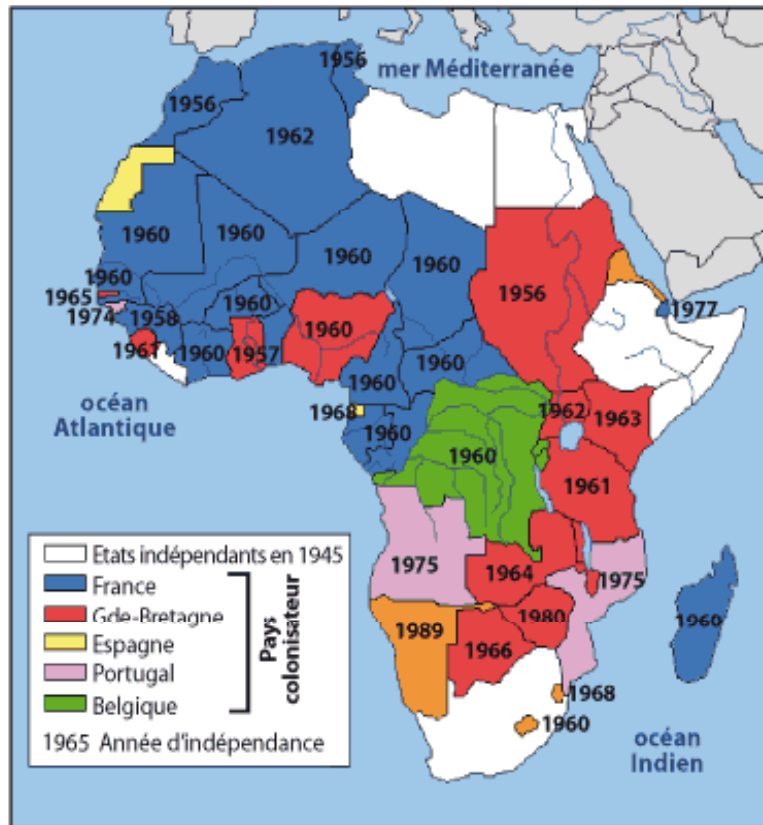 1956
mer Méditerranée
1956
1962
1960
1960
1960
1960
1956
1977
1960
1965
1974
1958
1960
1960
1961
1960
1957
1960
1960
1968
1960
océan
Atlantique
1962
1963
1960
1961
1975
1964
1975
1980
1989
1966
1960
1968
1960
océan
Indien
Etats indépendants en 1945
France
Gde-Bretagne
Espagne
Portugal
Belgique
Pays
colonisateur
1965 Année d'indépendance